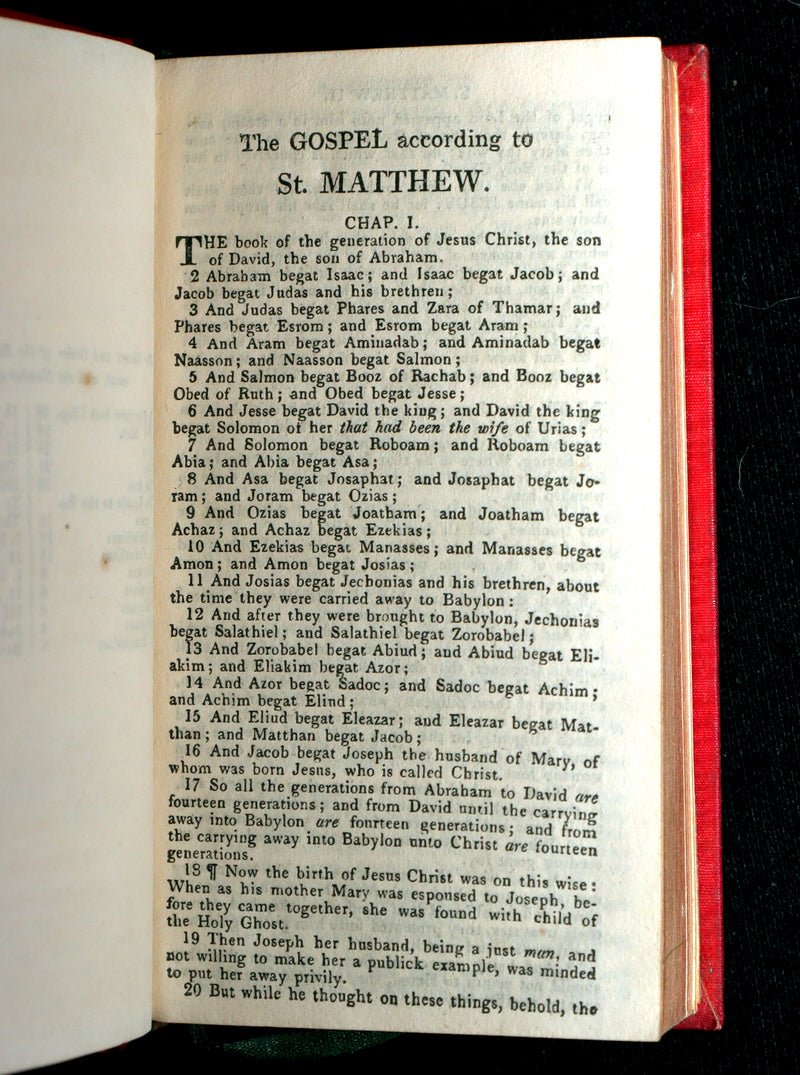 The GOSPEL according to
St. MATTHEW.
CHAP. I.
THE book of the generation of Jesus Christ, the son
of David, the son of Abraham.
2 Abraham begat Isaac; and Isaac begat Jacob; and
Jacob begat Judas and his brethren;
3 And Judas begat Phares and Zara of Thamar; and
Phares begat Esrom; and Esrom begat Aram;
4 And Aram begat Aminadab; and Aminadab begat
Naasson; and Naasson begat Salmon;
5 And Salmon begat Booz of Rachab; and Booz begat
Obed of Ruth; and Obed begat Jesse;
6 And Jesse begat David the king; and David the king
begat Solomon of her that had been the wife of Urias;
7 And Solomon begat Roboam; and Roboam begat
Abia; and Abia begat Asa;
8 And Asa begat Josaphat; and Josaphat begat Jo-
ram; and Joram begat Ozias;
9 And Ozias begat Joatham; and Joatham begat
Achaz; and Achaz begat Ezekias;
10 And Ezekias begat Manasses; and Manasses begat
Amon; and Amon begat Josias;
11 And Josias begat Jechonias and his brethren, about
the time they were carried away to Babylon:
12 And after they were brought to Babylon, Jechonias
begat Salathiel; and Salathiel begat Zorobabel;
13 And Zorobabel begat Abiud; and Abiud begat Eli-
akim; and Eliakim begat Azor;
14 And Azor begat Sadoc; and Sadoc begat Achim;
and Achim begat Eliud;
15 And Eliud begat Eleazar; and Eleazar begat Mat-
than; and Matthan begat Jacob;
16 And Jacob begat Joseph the husband of Mary, of
whom was born Jesus, who is called Christ.
17 So all the generations from Abraham to David are
fourteen generations; and from David until the carrying
away into Babylon are fourteen generations; and from
the carrying away into Babylon unto Christ are fourteen
generations.
18 ¶ Now the birth of Jesus Christ was on this wise:
When as his mother Mary was espoused to Joseph, be-
fore they came together, she was found with child of
the Holy Ghost.
19 Then Joseph her husband, being a just man, and
not willing to make her a publick example, was minded
to put her away privily.
20 But while he thought on these things, behold, the